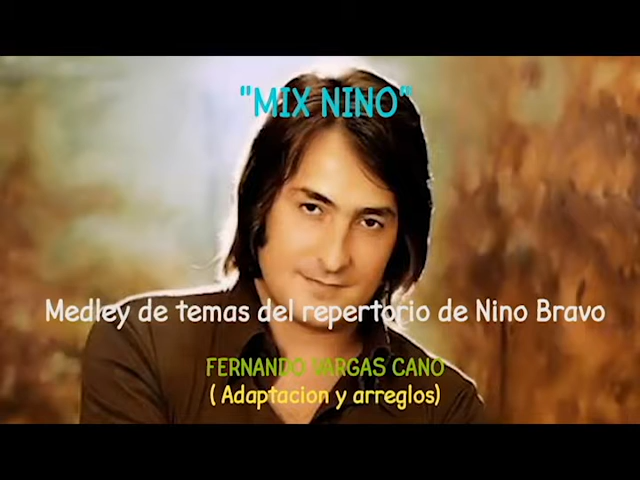 "MIX NINO"
Medley de temas del repertorio de Nino Bravo
FERNANDO VARGAS CANO
( Adaptacion y arreglos)